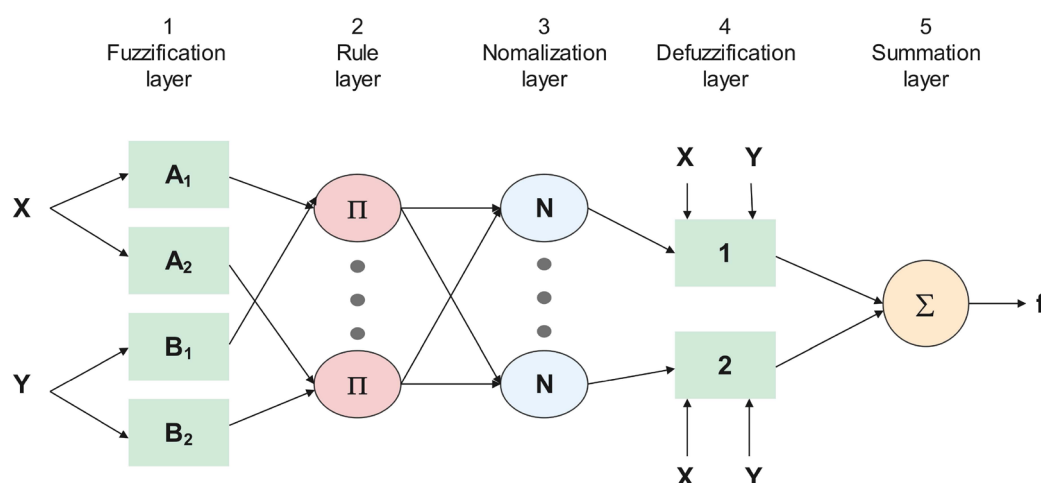 1
Fuzzification
layer
2
Rule
layer
3
Nomalization
layer
4
Defuzzification
layer
5
Summation
layer
X
Y
A₁
A₂
B₁
B₂
Π
Π
N
N
X Y
1
2
X Y
Σ
f